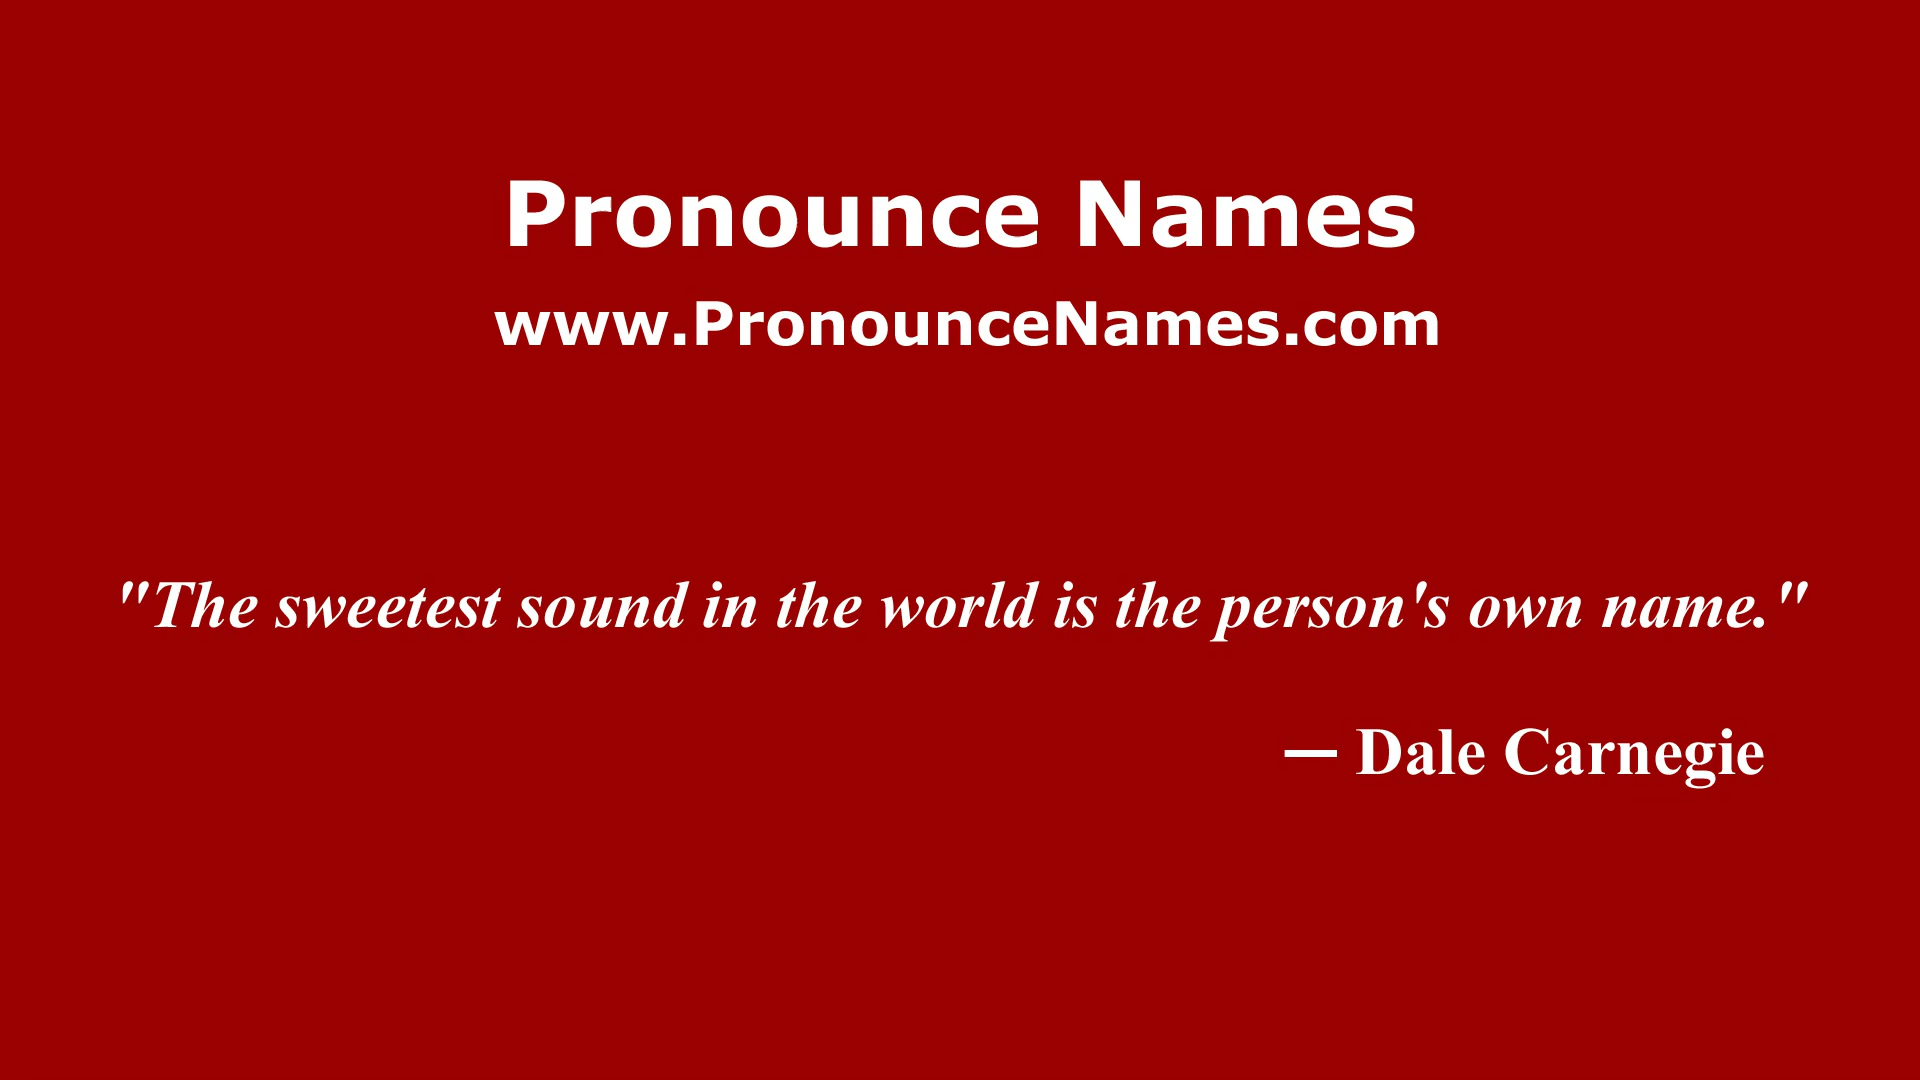 Pronounce Names
www.PronounceNames.com
"The sweetest sound in the world is the person's own name."
— Dale Carnegie